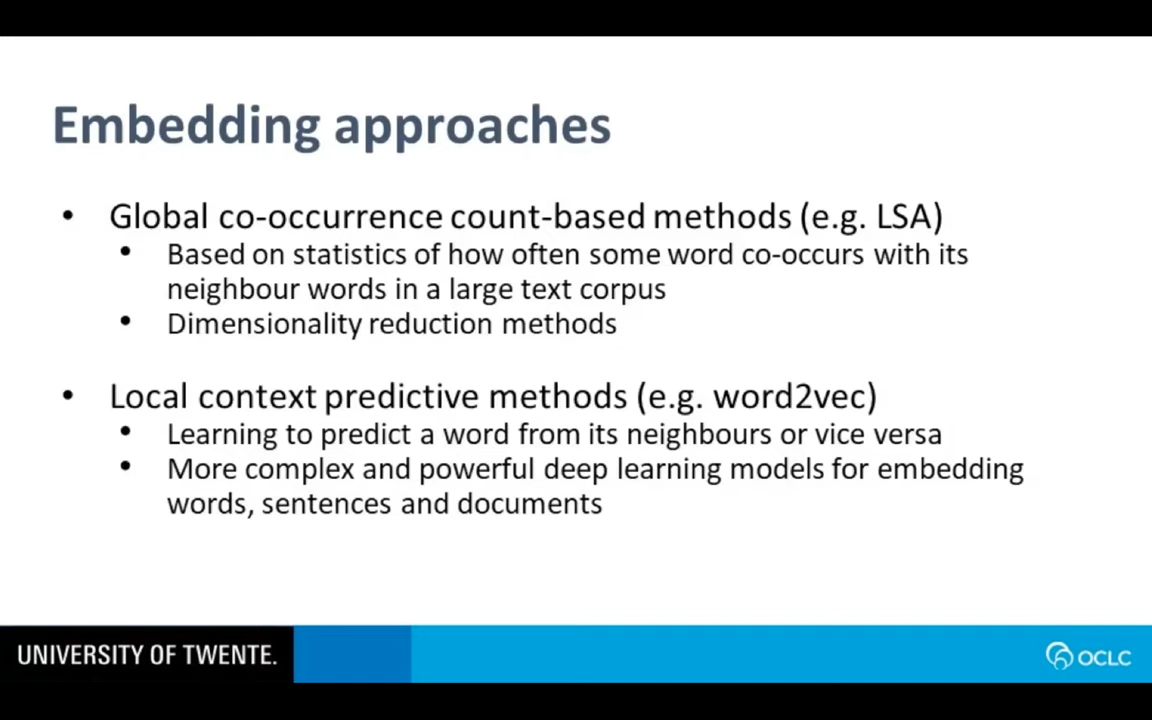 Embedding approaches
• Global co-occurrence count-based methods (e.g. LSA)
• Based on statistics of how often some word co-occurs with its
neighbour words in a large text corpus
• Dimensionality reduction methods
• Local context predictive methods (e.g. word2vec)
• Learning to predict a word from its neighbours or vice versa
• More complex and powerful deep learning models for embedding
words, sentences and documents
UNIVERSITY OF TWENTE.
OCLC